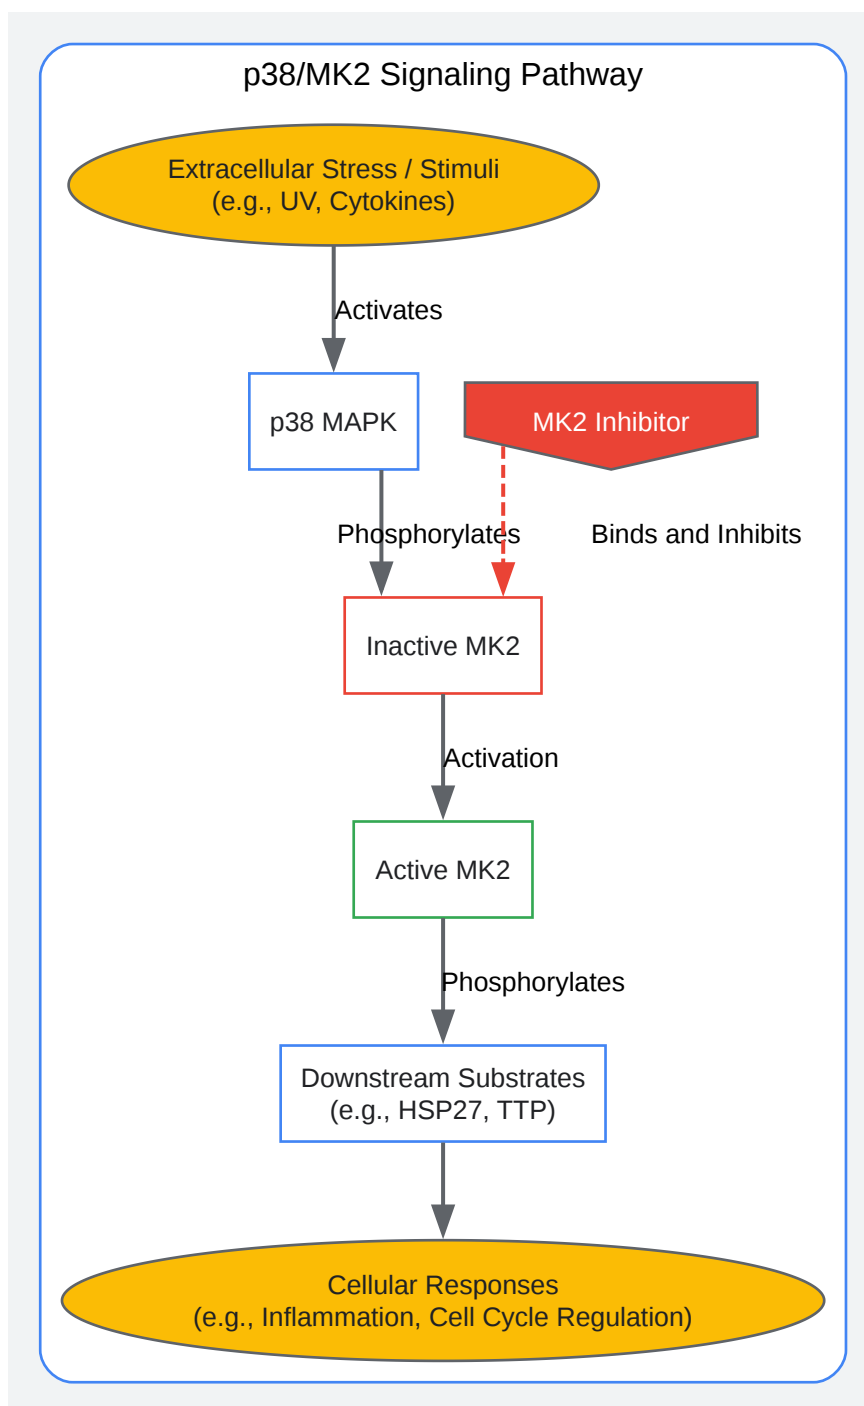 p38/MK2 Signaling Pathway
Extracellular Stress / Stimuli
(e.g., UV, Cytokines)
Activates
p38 MAPK
MK2 Inhibitor
Phosphorylates
Binds and Inhibits
Inactive MK2
Activation
Active MK2
Phosphorylates
Downstream Substrates
(e.g., HSP27, TTP)
Cellular Responses
(e.g., Inflammation, Cell Cycle Regulation)